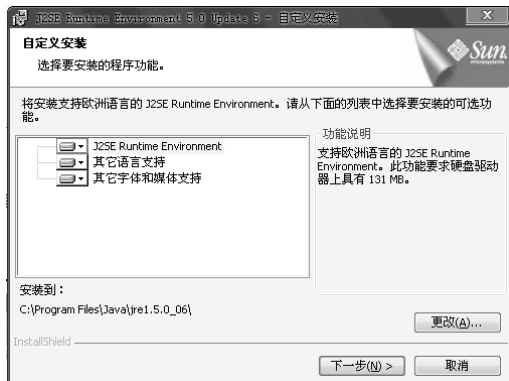 J2SE Runtime Environment 5.0 Update 6 - 自定义安装
自定义安装
选择要安装的程序功能。
Sun
microsystems
将安装支持欧洲语言的 J2SE Runtime Environment。请从下面的列表中选择要安装的可选功
能。
J2SE Runtime Environment
其它语言支持
其它字体和媒体支持
功能说明
支持欧洲语言的 J2SE Runtime
Environment。此功能要求硬盘驱动
器上具有 131 MB。
安装到：
C:\Program Files\Java\jre1.5.0_06\
更改(A)...
InstallShield
下一步(N) >
取消